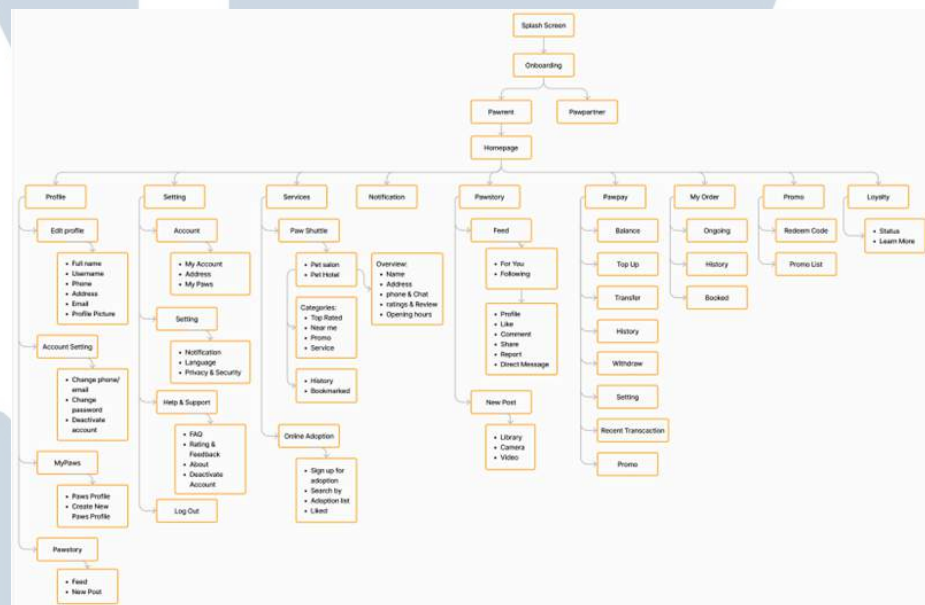 Splash Screen
Onboarding
Pawrent
Pawpartner
Homepage
Profile
Setting
Services
Notification
Pawstory
Pawpay
My Order
Promo
Loyalty
Edit profile
• Full name
• Username
• Phone
• Address
• Email
• Profile Picture
Account Setting
• Change phone/
email
• Change
password
• Deactivate
account
MyPaws
• Paws Profile
• Create New
Paws Profile
Pawstory
• Feed
• New Post
Account
• My Account
• Address
• My Paws
Setting
• Notification
• Language
• Privacy & Security
Help & Support
• FAQ
• Rating &
Feedback
• About
• Deactivate
Account
Log Out
Paw Shuttle
• Pet salon
• Pet Hotel
Categories:
• Top Rated
• Near me
• Promo
• Service
• History
• Bookmarked
Overview:
• Name
• Address
• phone & Chat
• ratings & Review
• Opening hours
Online Adoption
• Sign up for
adoption
• Search by
• Adoption list
• Liked
Feed
• For You
• Following
• Profile
• Like
• Comment
• Share
• Report
• Direct Message
New Post
• Library
• Camera
• Video
Balance
Top Up
Transfer
History
Withdraw
Setting
Recent Transcaction
Promo
Ongoing
History
Booked
Redeem Code
Promo List
• Status
• Learn More